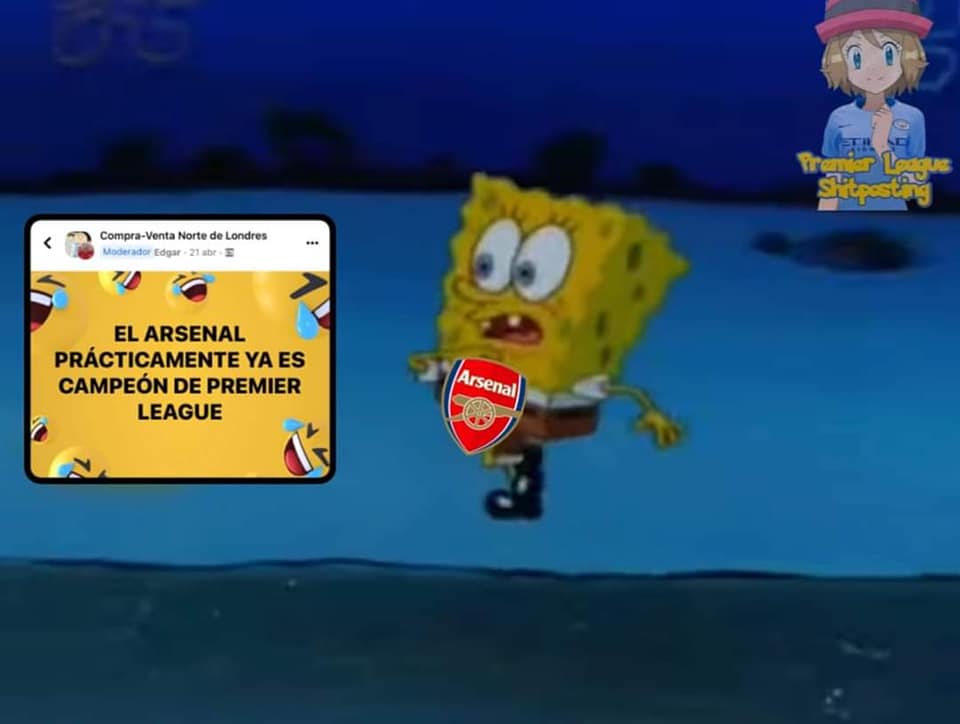 Premier League
Shitposting
Compra-Venta Norte de Londres
Moderador Edgar · 21 abr ·
EL ARSENAL
PRÁCTICAMENTE YA ES
CAMPEÓN DE PREMIER
LEAGUE
Arsenal